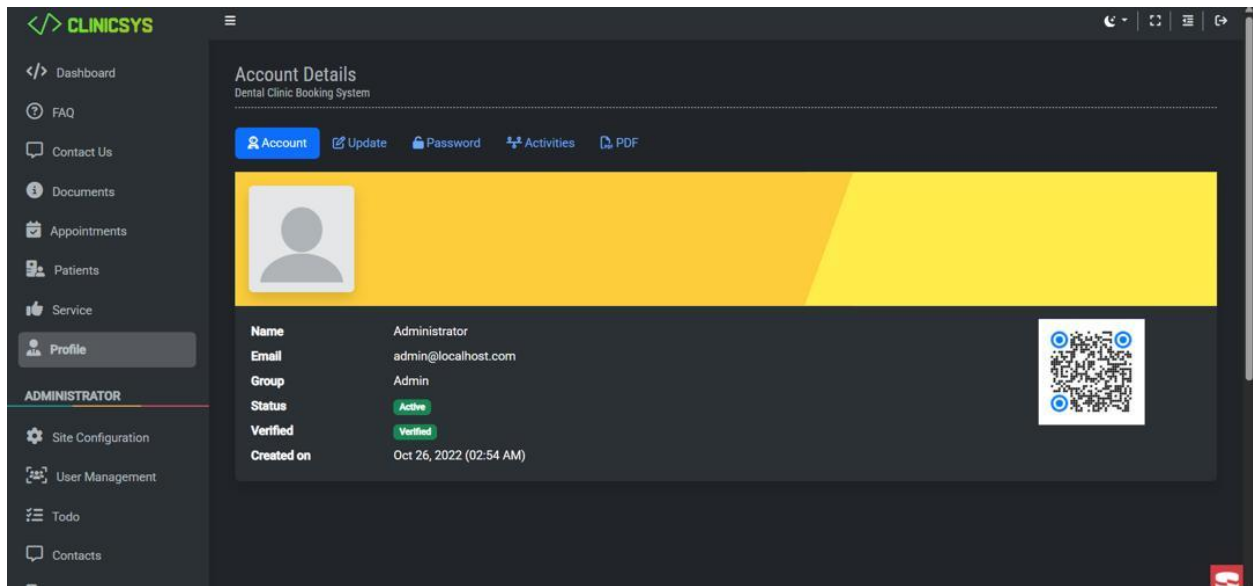 </> CLINICSYS
Dashboard
FAQ
Contact Us
Documents
Appointments
Patients
Service
Profile
ADMINISTRATOR
Site Configuration
User Management
Todo
Contacts
Account Details
Dental Clinic Booking System
Account Update Password Activities PDF
Name Administrator
Email admin@localhost.com
Group Admin
Status Active
Verified Verified
Created on Oct 26, 2022 (02:54 AM)